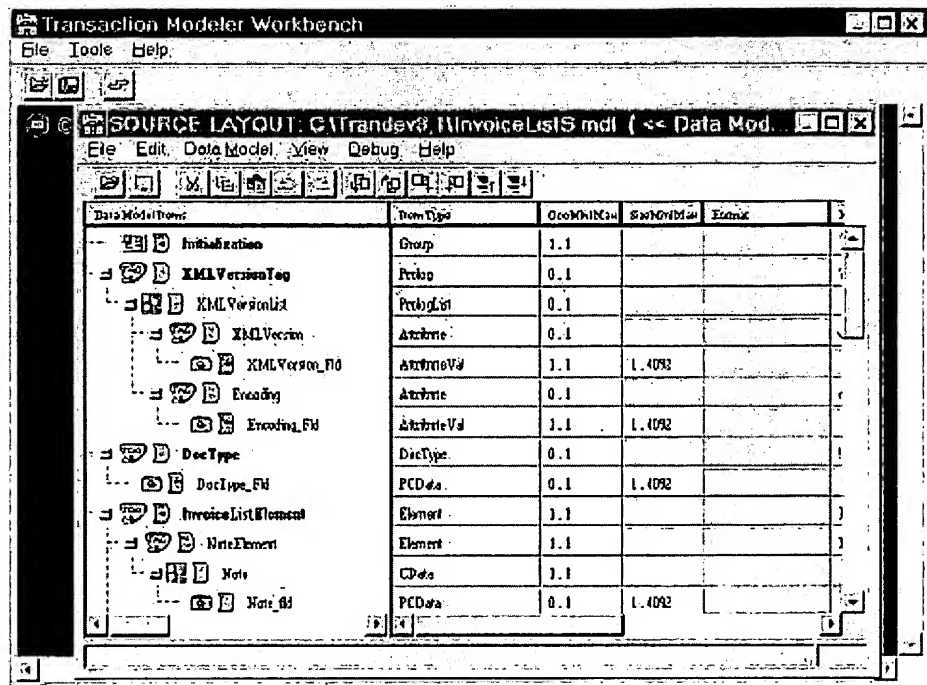 Transaction Modeler Workbench
File Tools Help
SOURCE LAYOUT: C:\Trandev3_1\InvoiceListS.mdl ( << Data Mod...
File Edit Data Model View Debug Help
Data Model Items Item Type Format
Initialization Group 1..1
XMLVersionTag Prolog 0..1
XMLVersionList PrologList 0..1
XMLVersion Attribute 0..1
XMLVersion_Fld AttributeVal 1..1 1..4092
Encoding Attribute 0..1
Encoding_Fld AttributeVal 1..1 1..4092
DocType DocType 0..1
DocType_Fld PCData 0..1 1..4092
InvoiceListElement Element 1..1
NoteElement Element 1..1
Note CData 1..1
Note_fld PCData 0..1 1..4092